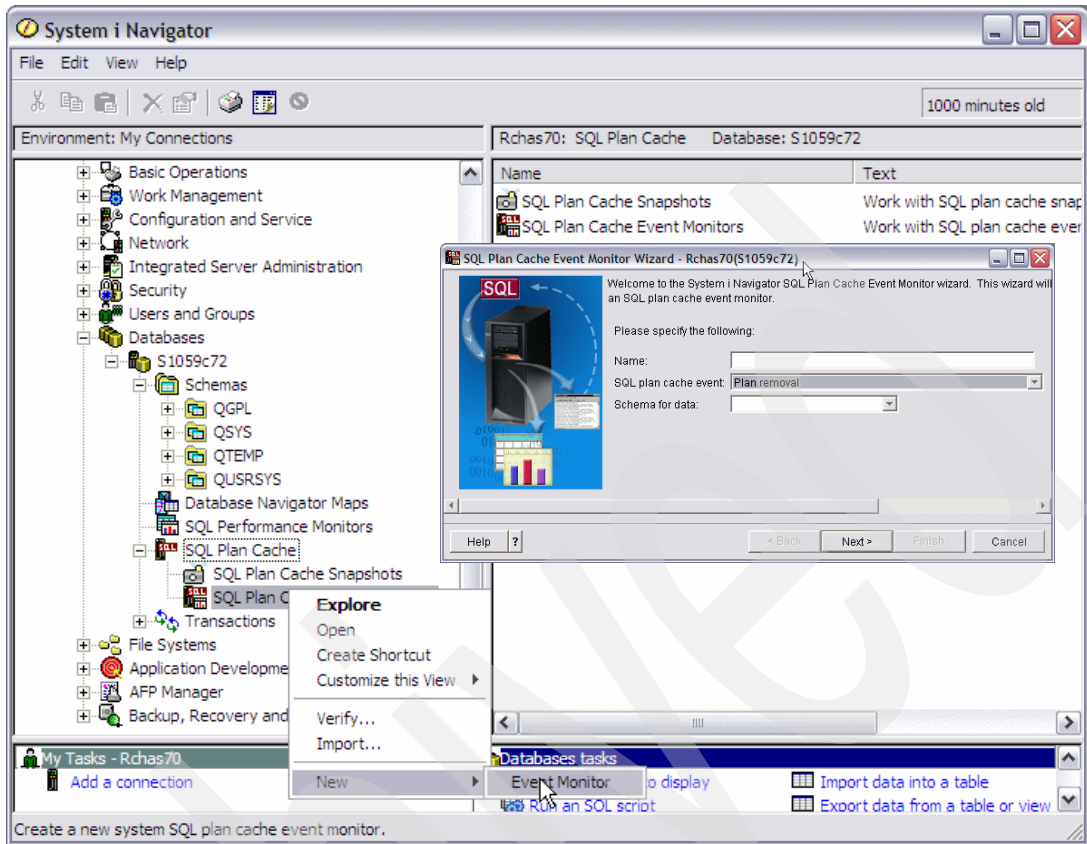 System i Navigator
File Edit View Help
1000 minutes old
Environment: My Connections
Rchas70: SQL Plan Cache Database: S1059c72
Basic Operations
Work Management
Configuration and Service
Network
Integrated Server Administration
Security
Users and Groups
Databases
S1059c72
Schemas
QGPL
QSYS
QTEMP
QUSRSYS
Database Navigator Maps
SQL Performance Monitors
SQL Plan Cache
SQL Plan Cache Snapshots
SQL Plan C
Transactions
File Systems
Application Developme
AFP Manager
Backup, Recovery and
Name Text
SQL Plan Cache Snapshots Work with SQL plan cache snap
SQL Plan Cache Event Monitors Work with SQL plan cache ever
SQL Plan Cache Event Monitor Wizard - Rchas70(S1059c72)
SQL
Welcome to the System i Navigator SQL Plan Cache Event Monitor wizard. This wizard will
an SQL plan cache event monitor.
Please specify the following:
Name:
SQL plan cache event: Plan removal
Schema for data:
Help ? < Back Next > Finish Cancel
Explore
Open
Create Shortcut
Customize this View
Verify...
Import...
New
Event Monitor
My Tasks - Rchas70
Add a connection
Databases tasks
o display
Run an SQL script
Import data into a table
Export data from a table or view
Create a new system SQL plan cache event monitor.